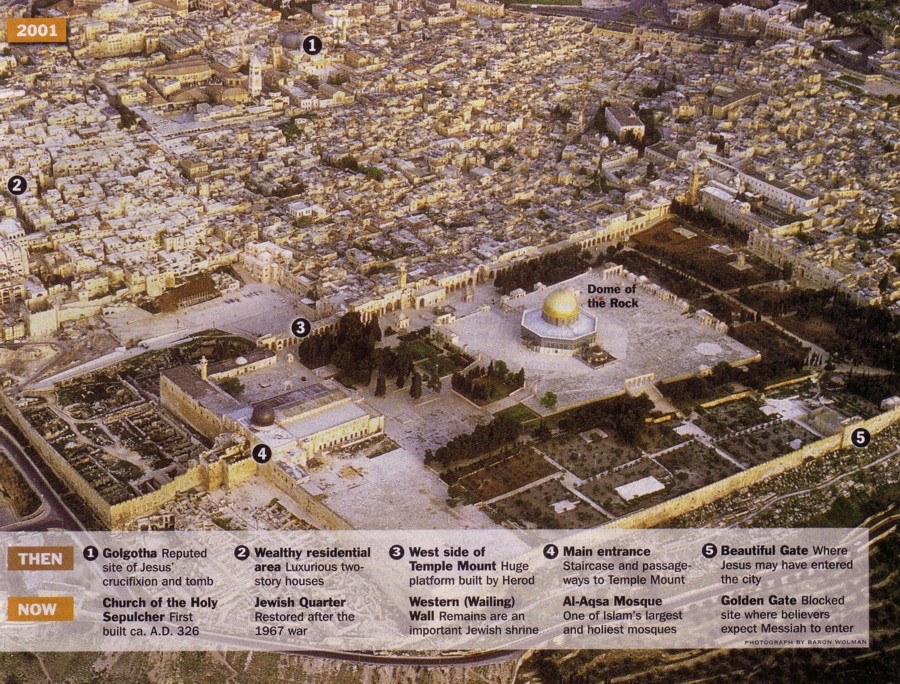 2001
1
2
Dome of
the Rock
3
4
5
THEN
1 Golgotha Reputed
site of Jesus'
crucifixion and tomb
2 Wealthy residential
area Luxurious two-
story houses
3 West side of
Temple Mount Huge
platform built by Herod
4 Main entrance
Staircase and passage-
ways to Temple Mount
5 Beautiful Gate Where
Jesus may have entered
the city
NOW
Church of the Holy
Sepulcher First
built ca. A.D. 326
Jewish Quarter
Restored after the
1967 war
Western (Wailing)
Wall Remains are an
important Jewish shrine
Al-Aqsa Mosque
One of Islam's largest
and holiest mosques
Golden Gate Blocked
site where believers
expect Messiah to enter
PHOTOGRAPH BY BARON WOLMAN